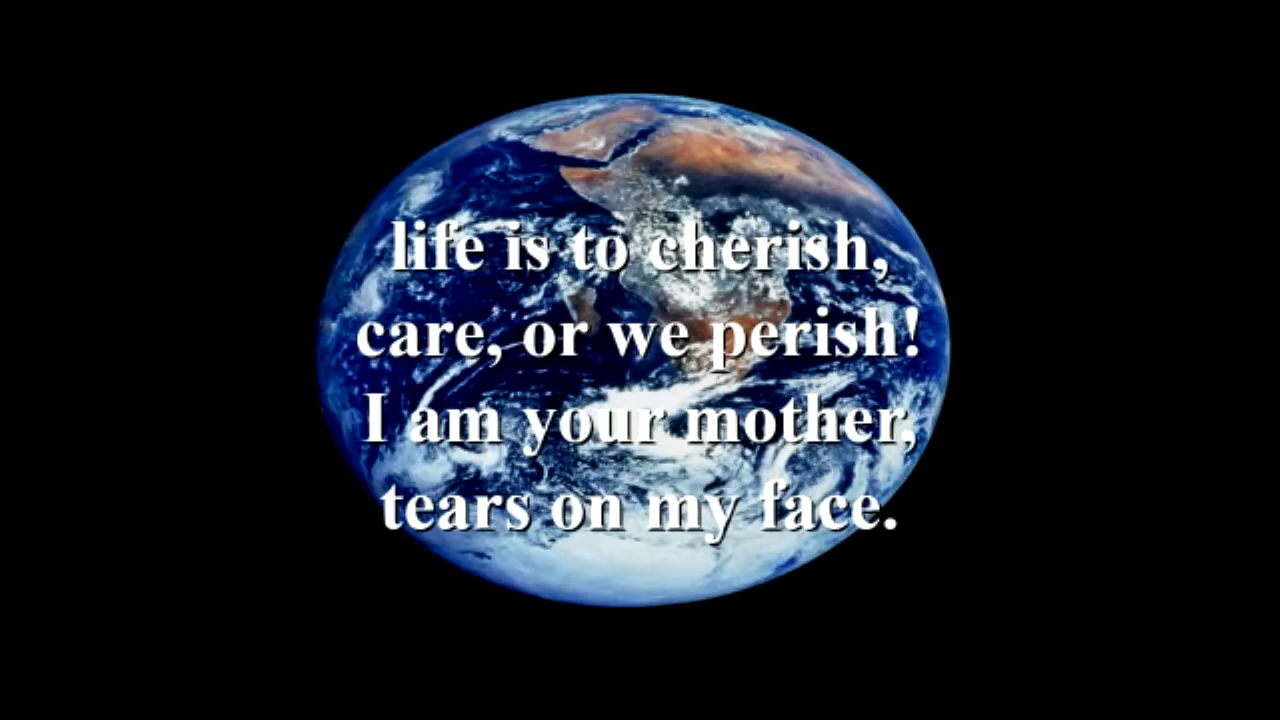 life is to cherish,
care, or we perish!
I am your mother,
tears on my face.